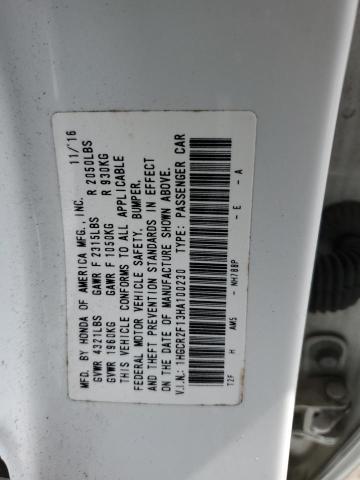 MFD. BY HONDA OF AMERICA MFG., INC. 11/'16
GVWR 4321LBS GAWR F 2315LBS R 2050LBS
GVWR 1960KG GAWR F 1050KG R 930KG
THIS VEHICLE CONFORMS TO ALL APPLICABLE
FEDERAL MOTOR VEHICLE SAFETY, BUMPER,
AND THEFT PREVENTION STANDARDS IN EFFECT
ON THE DATE OF MANUFACTURE SHOWN ABOVE.
V.I.N.: 1HGCR2F13HA100230 TYPE: PASSENGER CAR
T2F H AM5 - NH788P - E - A